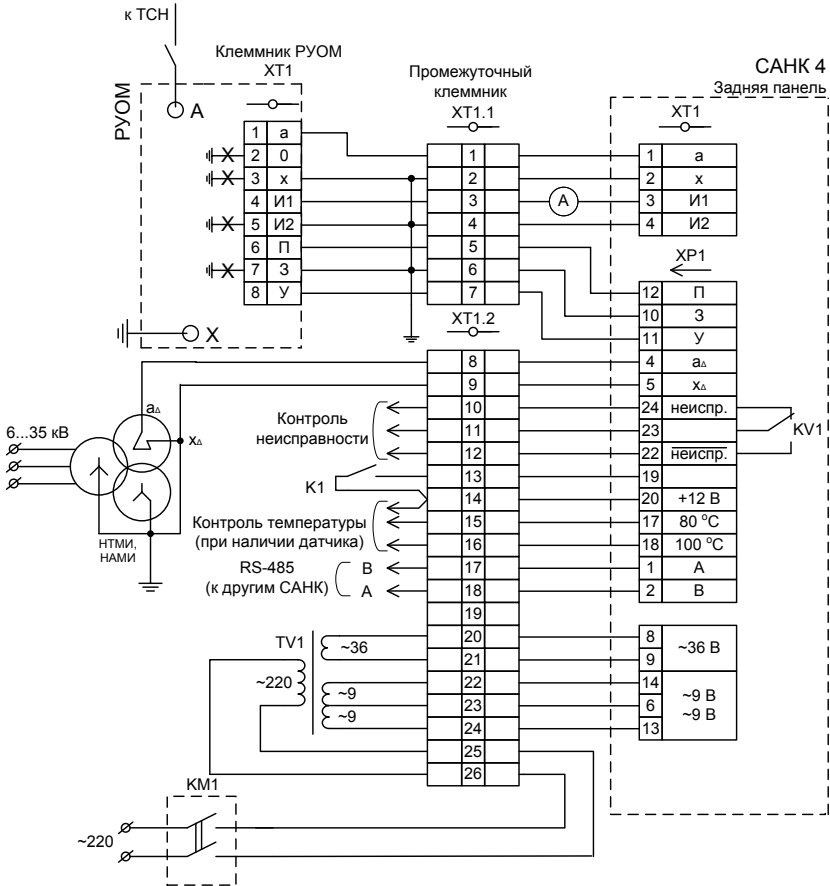 к ТСН
Клеммник РУОМ
XT1
Промежуточный
клеммник
XT1.1
САНК 4
Задняя панель
XT1
РУОМ
А
1 а
2 0
3 х
4 И1
5 И2
6 П
7 З
8 У
Х
1
2
3
4
5
6
7
А
1 а
2 х
3 И1
4 И2
XP1
12 П
10 З
11 У
4 а∆
5 х∆
24 неиспр.
23
22 неиспр.
19
20 +12 В
17 80 °С
18 100 °С
1 А
2 В
8
9
~36 В
14
6
13
~9 В
~9 В
KV1
XT1.2
8
9
10
11
12
13
14
15
16
17
18
19
20
21
22
23
24
25
26
6...35 кВ
а∆
х∆
НТМИ,
НАМИ
Контроль
неисправности
К1
Контроль температуры
(при наличии датчика)
RS-485
(к другим САНК)
В
А
TV1
~36
~220
~9
~9
КМ1
~220